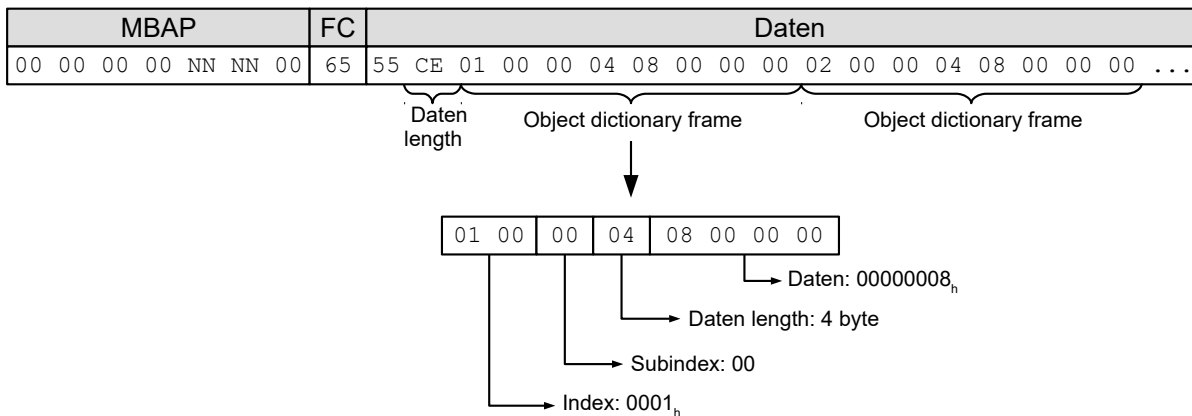 MBAP FC Daten
00 00 00 00 NN NN 00 65 55 CE 01 00 00 04 08 00 00 00 02 00 00 04 08 00 00 00 ...
Daten
length
Object dictionary frame
Object dictionary frame
01 00 00 04 08 00 00 00
Daten: 00000008h
Daten length: 4 byte
Subindex: 00
Index: 0001h